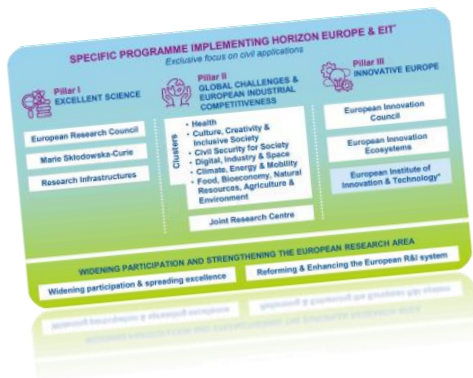 SPECIFIC PROGRAMME IMPLEMENTING HORIZON EUROPE & EIT*
Exclusive focus on civil applications
Pillar I
EXCELLENT SCIENCE
European Research Council
Marie Skłodowska-Curie
Research Infrastructures
Pillar II
GLOBAL CHALLENGES &
EUROPEAN INDUSTRIAL
COMPETITIVENESS
Clusters
• Health
• Culture, Creativity &
Inclusive Society
• Civil Security for Society
• Digital, Industry & Space
• Climate, Energy & Mobility
• Food, Bioeconomy, Natural
Resources, Agriculture &
Environment
Joint Research Centre
Pillar III
INNOVATIVE EUROPE
European Innovation
Council
European Innovation
Ecosystems
European Institute of
Innovation & Technology*
WIDENING PARTICIPATION AND STRENGTHENING THE EUROPEAN RESEARCH AREA
Widening participation & spreading excellence
Reforming & Enhancing the European R&I system